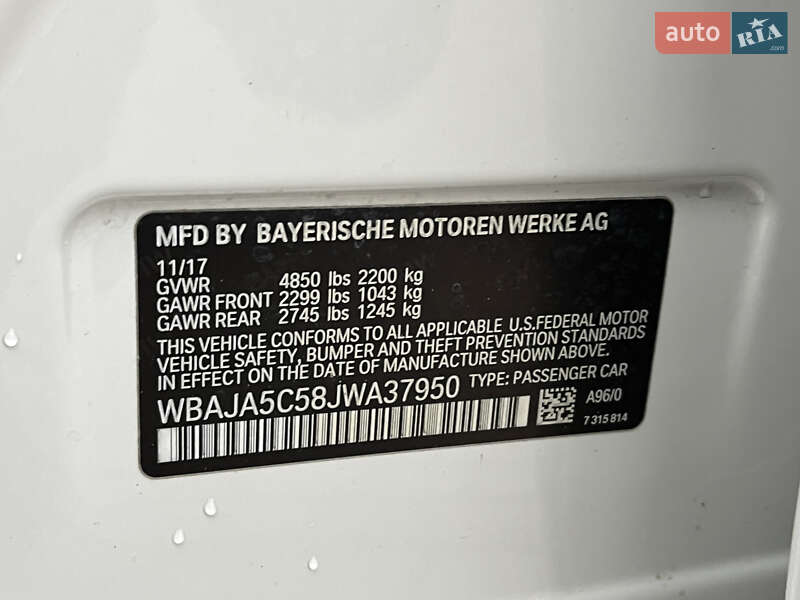 auto RIA .com
MFD BY BAYERISCHE MOTOREN WERKE AG
11/17
GVWR 4850 lbs 2200 kg
GAWR FRONT 2299 lbs 1043 kg
GAWR REAR 2745 lbs 1245 kg
THIS VEHICLE CONFORMS TO ALL APPLICABLE U.S.FEDERAL MOTOR
VEHICLE SAFETY, BUMPER AND THEFT PREVENTION STANDARDS
IN EFFECT ON THE DATE OF MANUFACTURE SHOWN ABOVE.
WBAJA5C58JWA37950 TYPE: PASSENGER CAR
A96/0
7 315 814